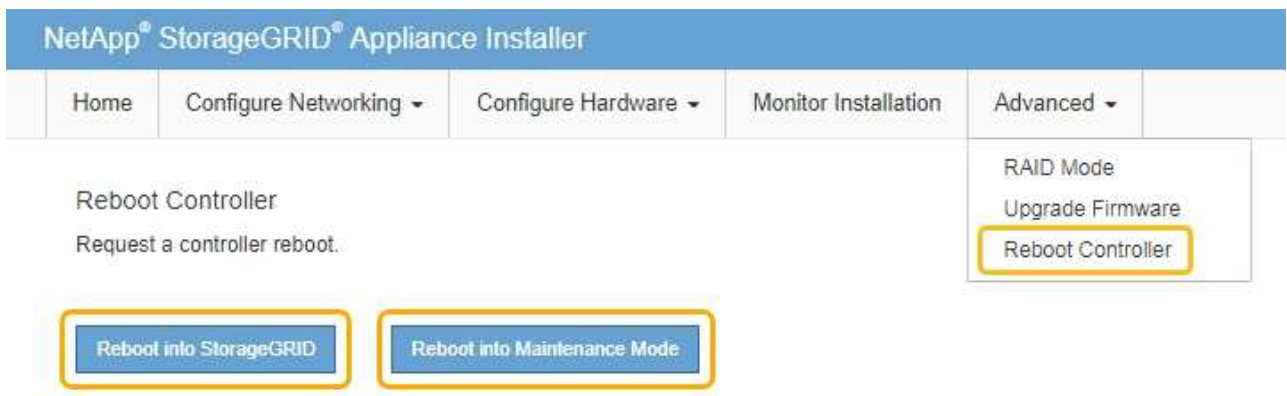 NetApp® StorageGRID® Appliance Installer
Home Configure Networking Configure Hardware Monitor Installation Advanced
RAID Mode
Upgrade Firmware
Reboot Controller
Reboot Controller
Request a controller reboot.
Reboot into StorageGRID Reboot into Maintenance Mode